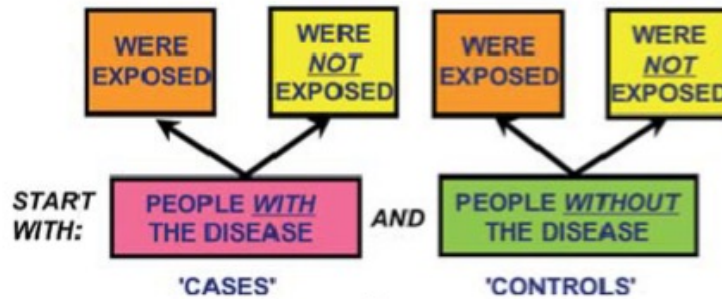 WERE
EXPOSED
WERE
NOT
EXPOSED
WERE
EXPOSED
WERE
NOT
EXPOSED
START
WITH:
PEOPLE WITH
THE DISEASE
AND
PEOPLE WITHOUT
THE DISEASE
'CASES'
'CONTROLS'